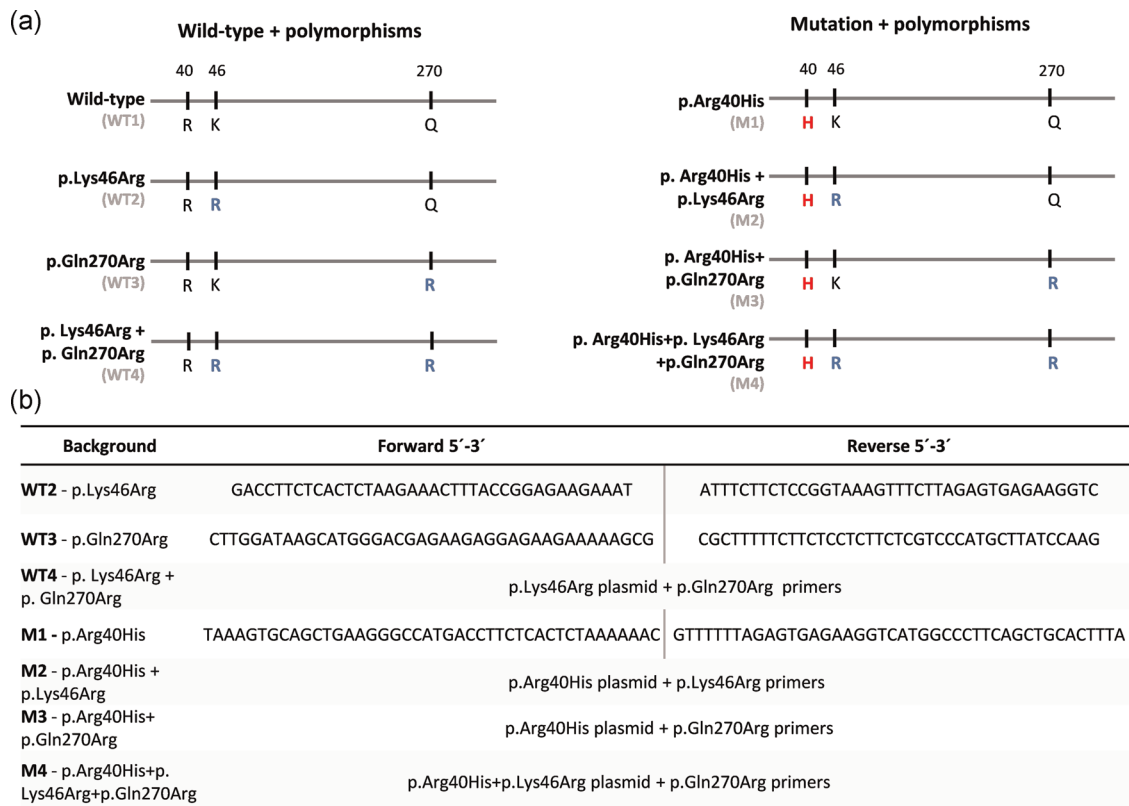 (a)
Wild-type + polymorphisms
40 46 270
Wild-type
(WT1)
R K Q
p.Lys46Arg
(WT2)
R R Q
p.Gln270Arg
(WT3)
R K R
p. Lys46Arg +
p. Gln270Arg
(WT4)
R R R
Mutation + polymorphisms
40 46 270
p.Arg40His
(M1)
H K Q
p. Arg40His +
p.Lys46Arg
(M2)
H R Q
p. Arg40His+
p.Gln270Arg
(M3)
H K R
p. Arg40His+p. Lys46Arg
+p.Gln270Arg
(M4)
H R R
(b)
Background Forward 5´-3´ Reverse 5´-3´
WT2 - p.Lys46Arg GACCTTCTCACTCTAAGAAACTTTACCGGAGAAGAAAT ATTTCTTCTCCGGTAAAGTTTCTTAGAGTGAGAAGGTC
WT3 - p.Gln270Arg CTTGGATAAGCATGGGACGAGAAGAGGAGAAGAAAAAGCG CGCTTTTTCTTCTCCTCTTCTCGTCCCATGCTTATCCAAG
WT4 - p. Lys46Arg +
p. Gln270Arg
p.Lys46Arg plasmid + p.Gln270Arg primers
M1 - p.Arg40His TAAAGTGCAGCTGAAGGGCCATGACCTTCTCACTCTAAAAAAC GTTTTTTAGAGTGAGAAGGTCATGGCCCTTCAGCTGCACTTTA
M2 - p.Arg40His +
p.Lys46Arg
p.Arg40His plasmid + p.Lys46Arg primers
M3 - p.Arg40His+
p.Gln270Arg
p.Arg40His plasmid + p.Gln270Arg primers
M4 - p.Arg40His+p.
Lys46Arg+p.Gln270Arg
p.Arg40His+p.Lys46Arg plasmid + p.Gln270Arg primers